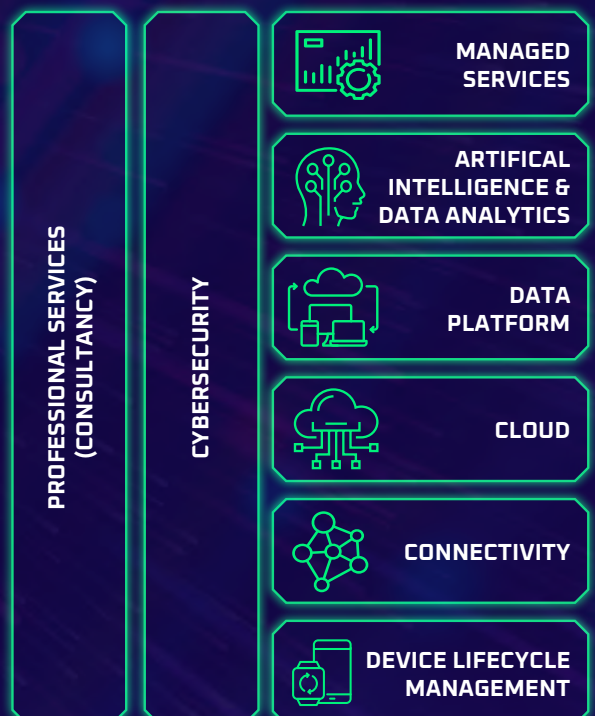 PROFESSIONAL SERVICES
(CONSULTANCY)
CYBERSECURITY
MANAGED
SERVICES
ARTIFICAL
INTELLIGENCE &
DATA ANALYTICS
DATA
PLATFORM
CLOUD
CONNECTIVITY
DEVICE LIFECYCLE
MANAGEMENT